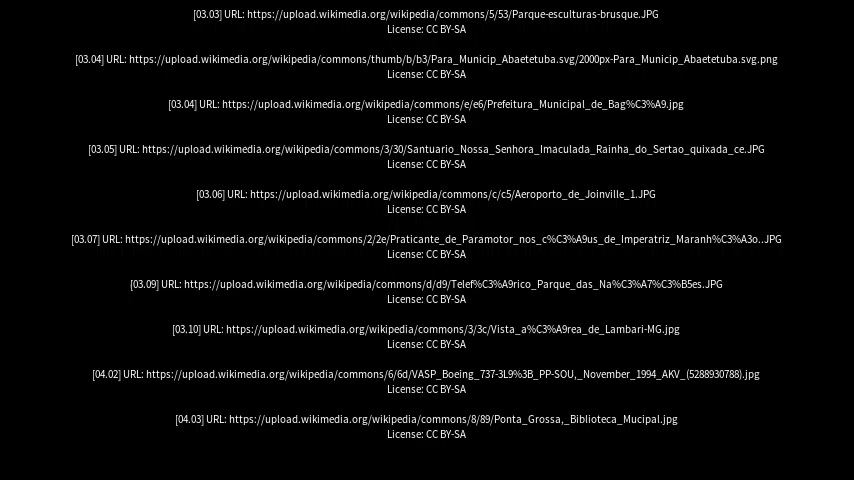 [03.03] URL: https://upload.wikimedia.org/wikipedia/commons/5/53/Parque-esculturas-brusque.JPG
License: CC BY-SA
[03.04] URL: https://upload.wikimedia.org/wikipedia/commons/thumb/b/b3/Para_Municip_Abaetetuba.svg/2000px-Para_Municip_Abaetetuba.svg.png
License: CC BY-SA
[03.04] URL: https://upload.wikimedia.org/wikipedia/commons/e/e6/Prefeitura_Municipal_de_Bag%C3%A9.jpg
License: CC BY-SA
[03.05] URL: https://upload.wikimedia.org/wikipedia/commons/3/30/Santuario_Nossa_Senhora_Imaculada_Rainha_do_Sertao_quixada_ce.JPG
License: CC BY-SA
[03.06] URL: https://upload.wikimedia.org/wikipedia/commons/c/c5/Aeroporto_de_Joinville_1.JPG
License: CC BY-SA
[03.07] URL: https://upload.wikimedia.org/wikipedia/commons/2/2e/Praticante_de_Paramotor_nos_c%C3%A9us_de_Imperatriz_Maranh%C3%A3o..JPG
License: CC BY-SA
[03.09] URL: https://upload.wikimedia.org/wikipedia/commons/d/d9/Telef%C3%A9rico_Parque_das_Na%C3%A7%C3%B5es.JPG
License: CC BY-SA
[03.10] URL: https://upload.wikimedia.org/wikipedia/commons/3/3c/Vista_a%C3%A9rea_de_Lambari-MG.jpg
License: CC BY-SA
[04.02] URL: https://upload.wikimedia.org/wikipedia/commons/6/6d/VASP_Boeing_737-3L9%3B_PP-SOU,_November_1994_AKV_(5288930788).jpg
License: CC BY-SA
[04.03] URL: https://upload.wikimedia.org/wikipedia/commons/8/89/Ponta_Grossa,_Biblioteca_Mucipal.jpg
License: CC BY-SA